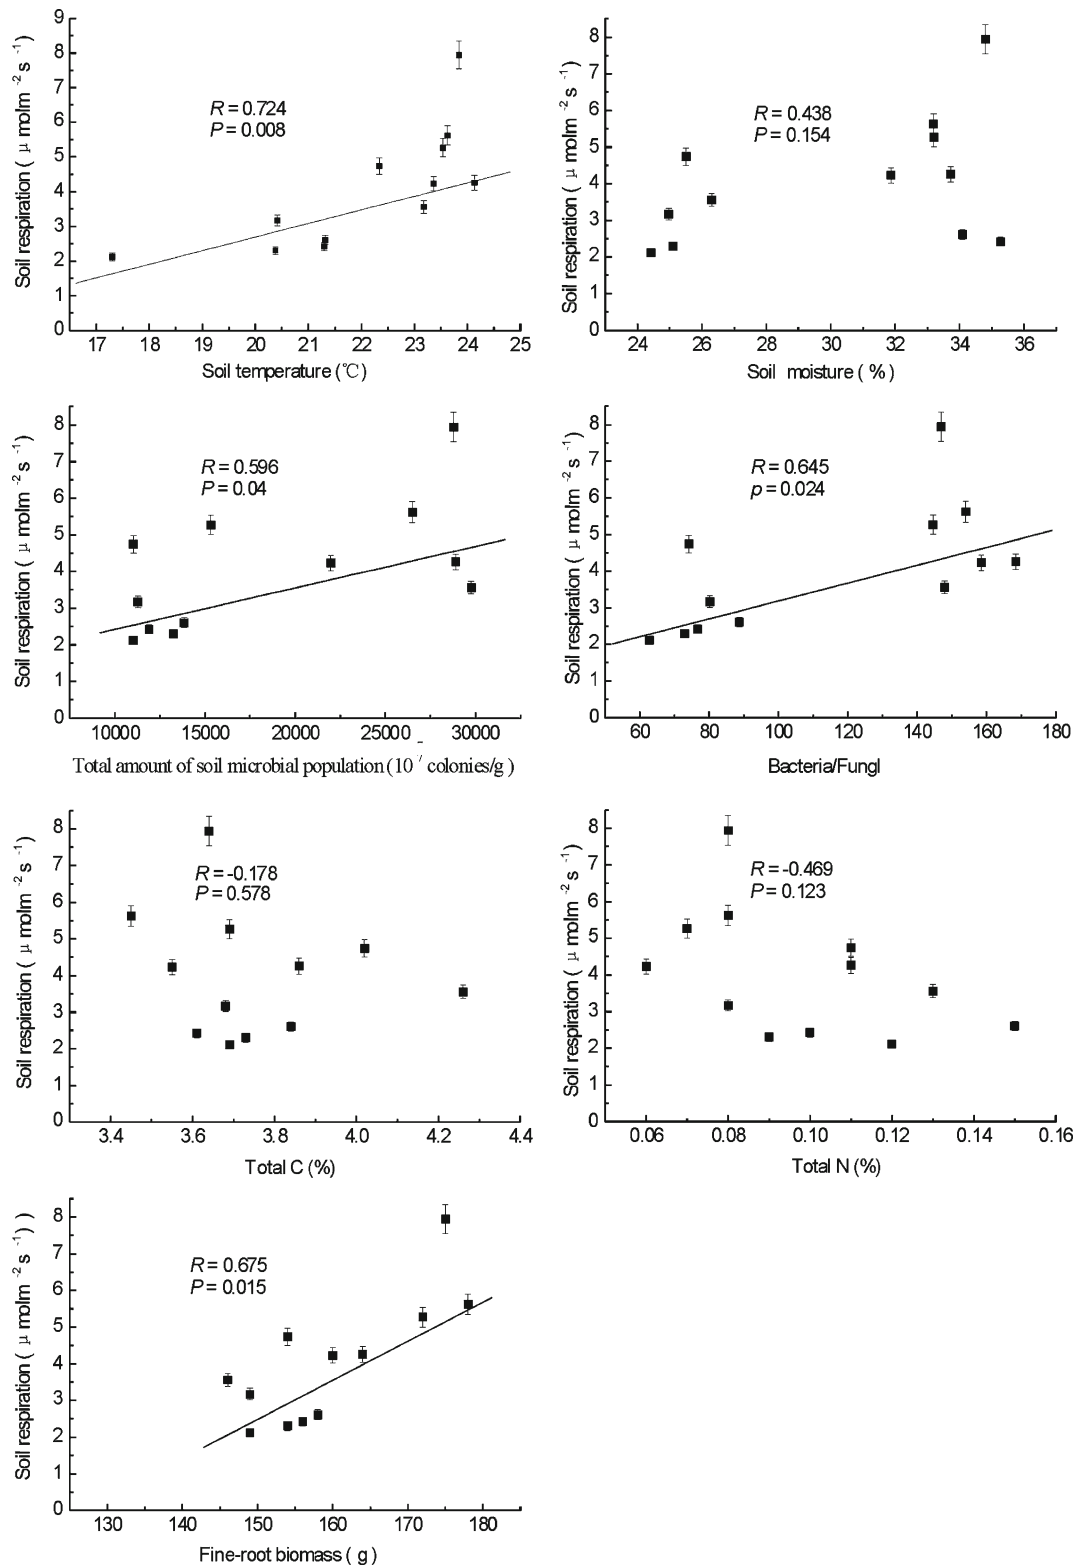 9
8
7
6
5
4
3
2
1
0
Soil respiration ( μ molm -2 s -1)
R = 0.724
P = 0.008
17 18 19 20 21 22 23 24 25
Soil temperature (℃)
8
7
6
5
4
3
2
1
0
Soil respiration ( μ molm -2 s -1)
R = 0.438
P = 0.154
24 26 28 30 32 34 36
Soil moisture ( %)
8
7
6
5
4
3
2
1
0
Soil respiration ( μ molm -2 s -1)
R = 0.596
P = 0.04
10000 15000 20000 25000 30000
Total amount of soil microbial population (10 7 colonies/g )
8
7
6
5
4
3
2
1
0
Soil respiration ( μ molm -2 s -1)
R = 0.645
p = 0.024
60 80 100 120 140 160 180
Bacteria/Fungl
8
7
6
5
4
3
2
1
0
Soil respiration ( μ molm -2 s -1)
R = -0.178
P = 0.578
3.4 3.6 3.8 4.0 4.2 4.4
Total C (%)
8
7
6
5
4
3
2
1
0
Soil respiration ( μ molm -2 s -1)
R = -0.469
P = 0.123
0.06 0.08 0.10 0.12 0.14 0.16
Total N (%)
8
7
6
5
4
3
2
1
0
Soil respiration ( μ molm -2 s -1) )
R = 0.675
P = 0.015
130 140 150 160 170 180
Fine-root biomass ( g)